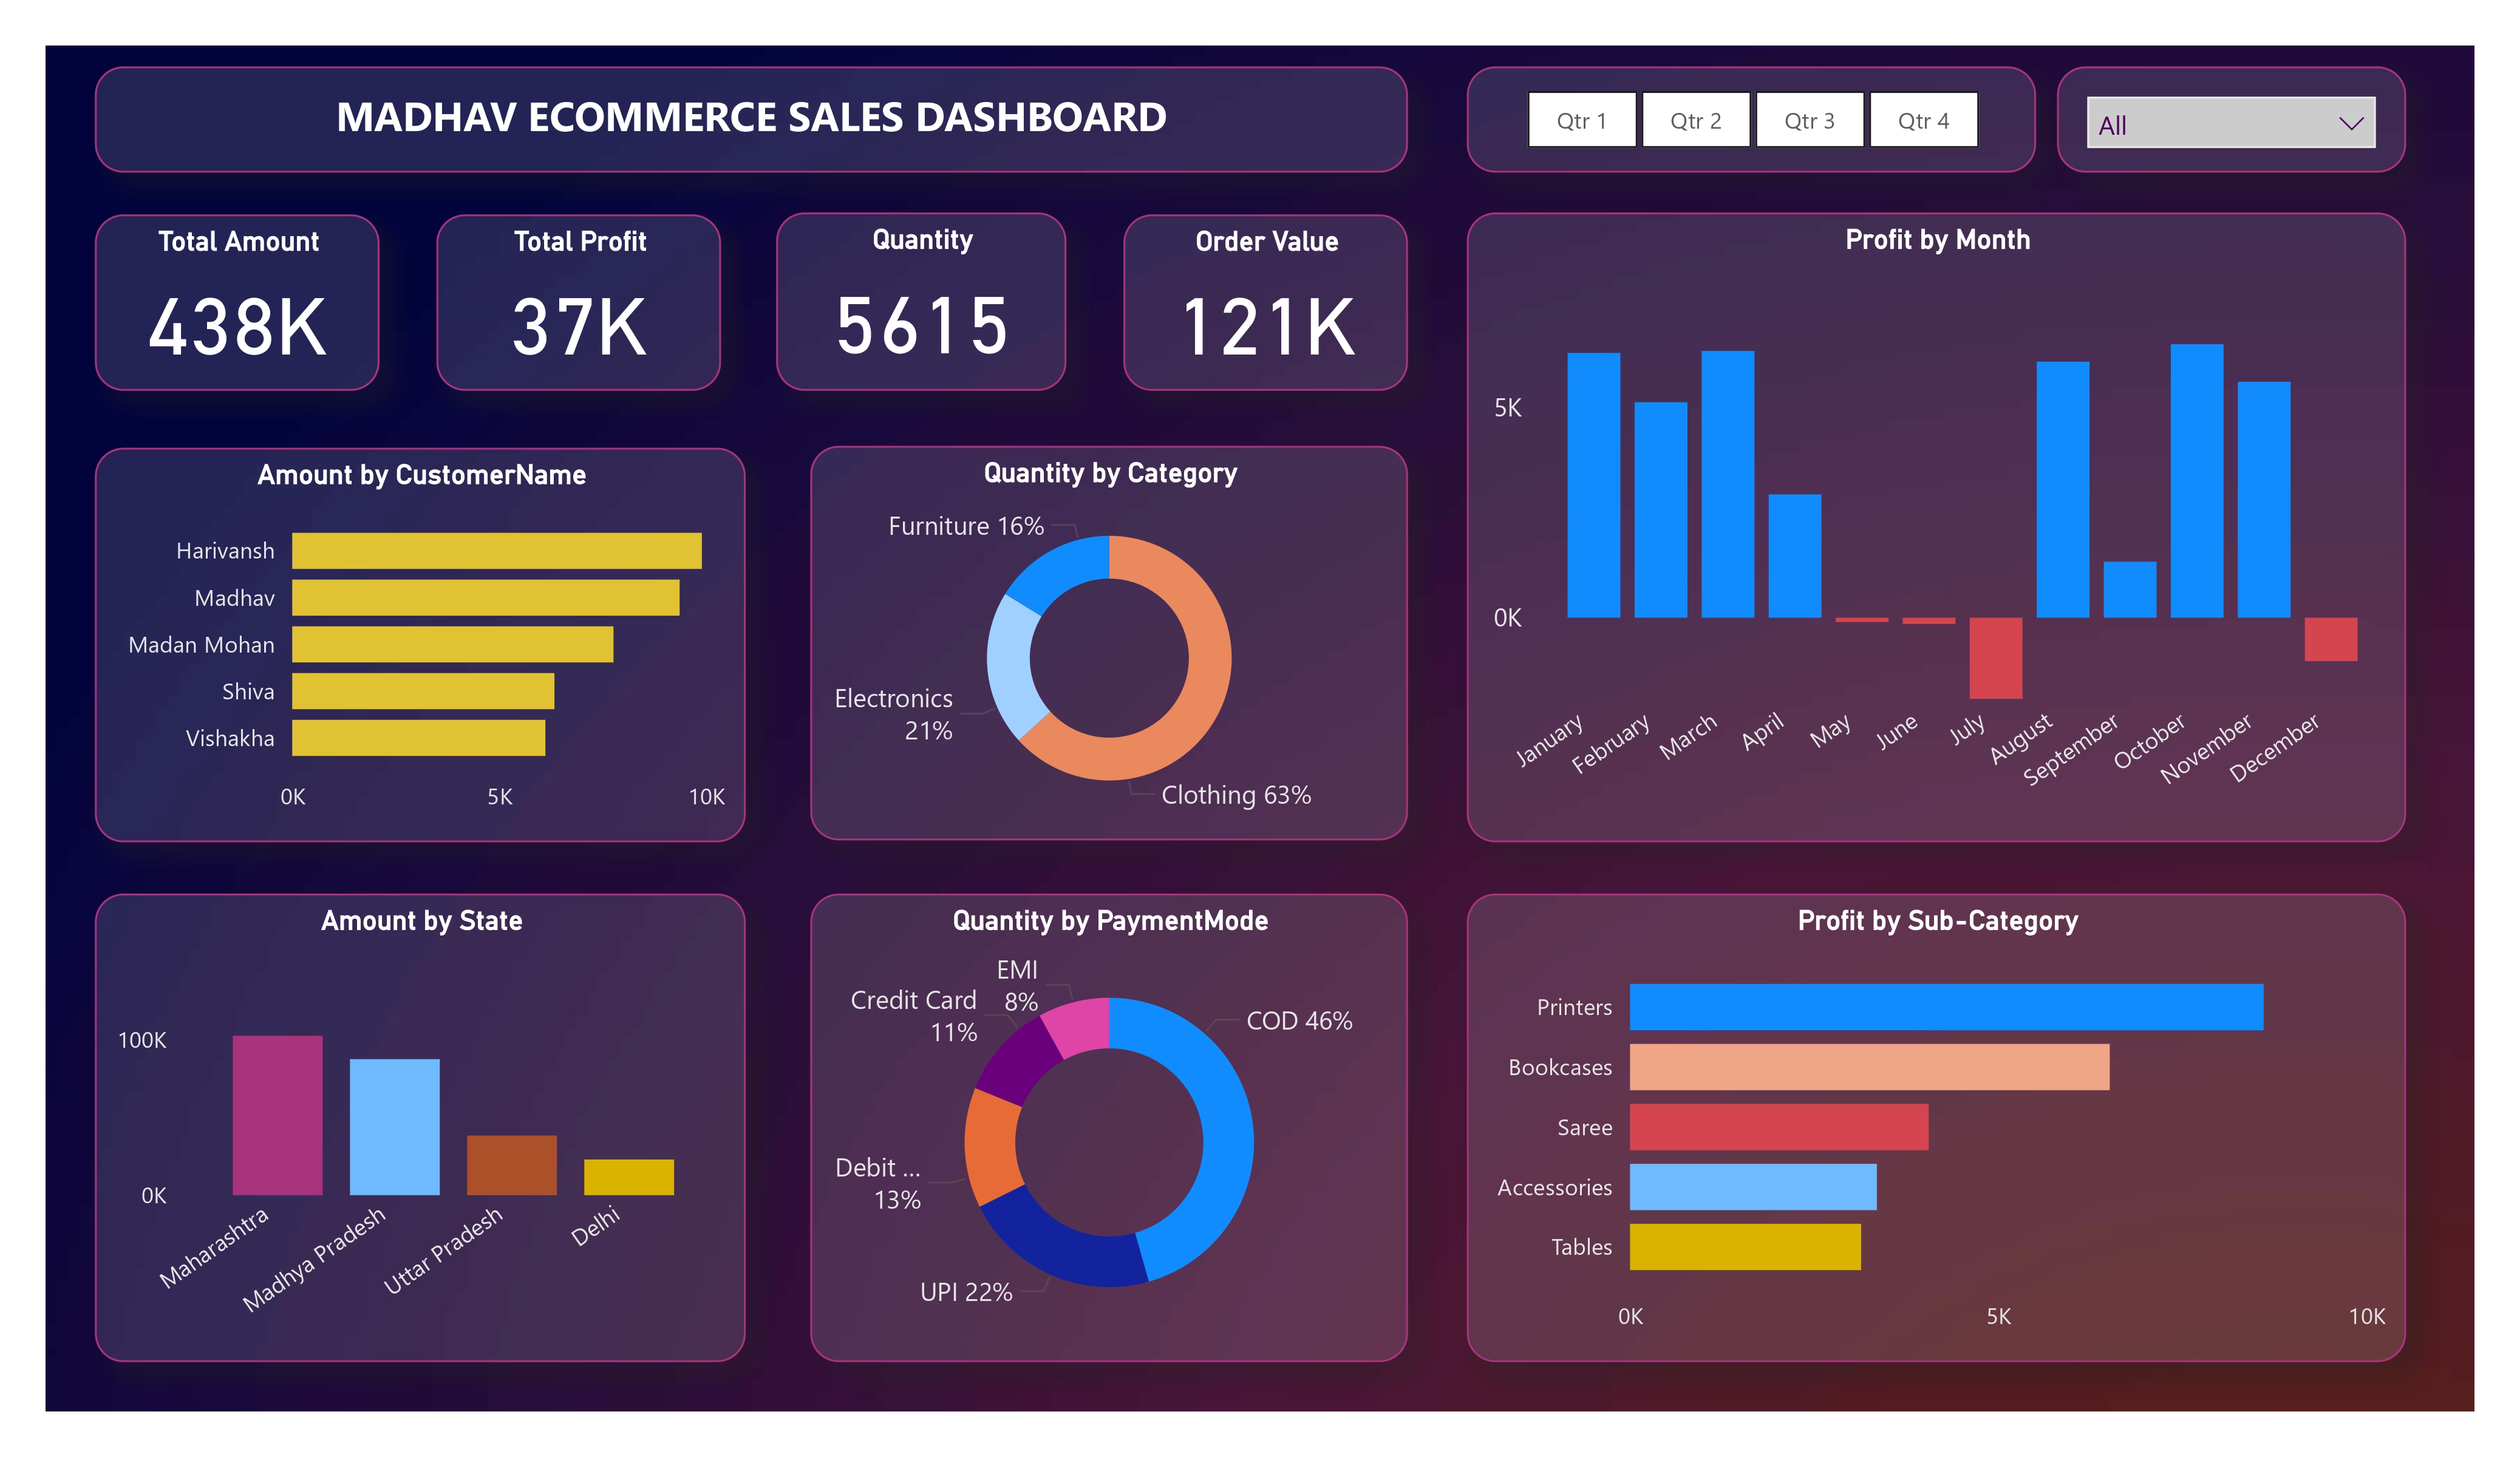 MADHAV ECOMMERCE SALES DASHBOARD
Qtr 1
Qtr 2
Qtr 3
Qtr 4
All
Total Amount
438K
Total Profit
37K
Quantity
5615
Order Value
121K
Profit by Month
5K
0K
January
February
March
April
May
June
July
August
September
October
November
December
Amount by CustomerName
Harivansh
Madhav
Madan Mohan
Shiva
Vishakha
0K
5K
10K
Quantity by Category
Furniture 16%
Electronics
21%
Clothing 63%
Amount by State
100K
0K
Maharashtra
Madhya Pradesh
Uttar Pradesh
Delhi
Quantity by PaymentMode
EMI
8%
Credit Card
11%
COD 46%
Debit ...
13%
UPI 22%
Profit by Sub-Category
Printers
Bookcases
Saree
Accessories
Tables
0K
5K
10K